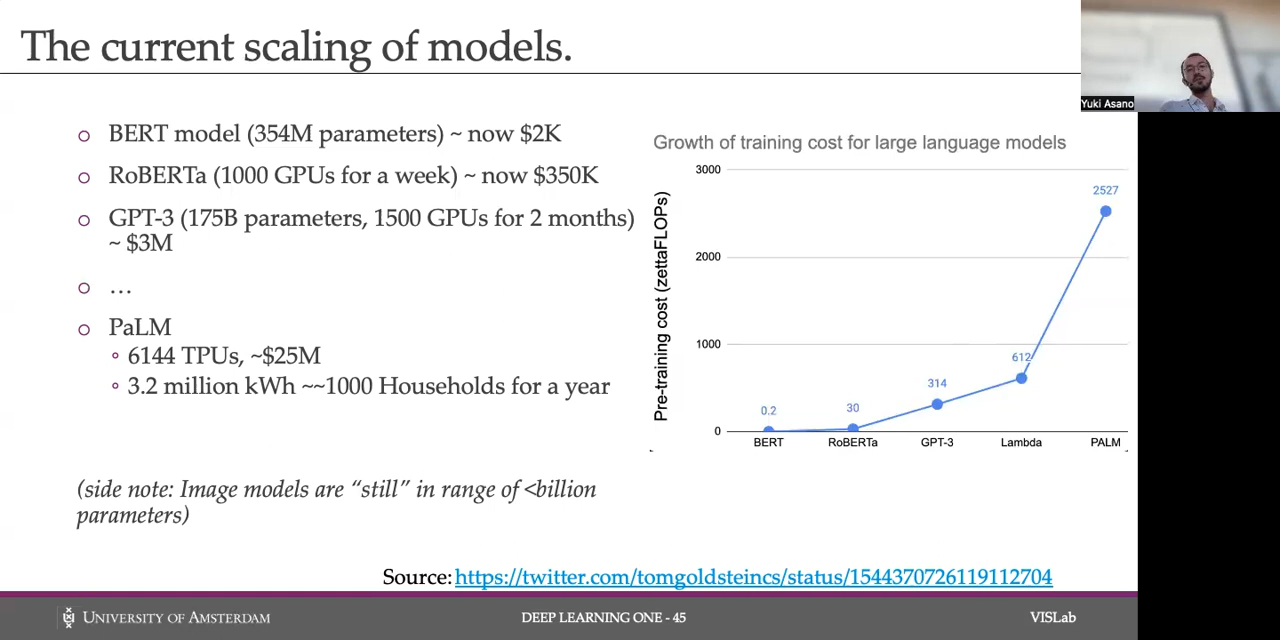 The current scaling of models.
Yuki Asano
BERT model (354M parameters) ~ now $2K
RoBERTa (1000 GPUs for a week) ~ now $350K
GPT-3 (175B parameters, 1500 GPUs for 2 months)
~ $3M
…
PaLM
6144 TPUs, ~$25M
3.2 million kWh ~~1000 Households for a year
(side note: Image models are “still” in range of <billion
parameters)
Growth of training cost for large language models
Pre-training cost (zettaFLOPs)
3000
2000
1000
0
0.2
30
314
612
2527
BERT
RoBERTa
GPT-3
Lambda
PALM
Source: https://twitter.com/tomgoldsteincs/status/1544370726119112704
UNIVERSITY OF AMSTERDAM
DEEP LEARNING ONE - 45
VISLab